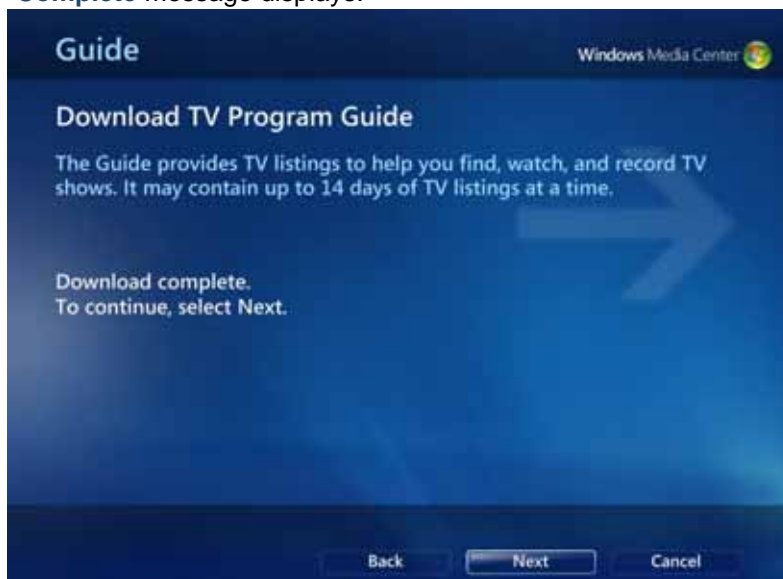 Complete message displays.
Guide
Windows Media Center
Download TV Program Guide
The Guide provides TV listings to help you find, watch, and record TV
shows. It may contain up to 14 days of TV listings at a time.
Download complete.
To continue, select Next.
Back Next Cancel